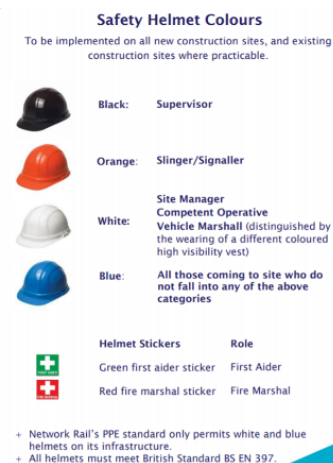 Safety Helmet Colours
To be implemented on all new construction sites, and existing
construction sites where practicable.
Black: Supervisor
Orange: Slinger/Signaller
White: Site Manager
Competent Operative
Vehicle Marshall (distinguished by
the wearing of a different coloured
high visibility vest)
Blue: All those coming to site who do
not fall into any of the above
categories
Helmet Stickers Role
Green first aider sticker First Aider
Red fire marshal sticker Fire Marshal
+ Network Rail's PPE standard only permits white and blue
helmets on its infrastructure.
+ All helmets must meet British Standard BS EN 397.